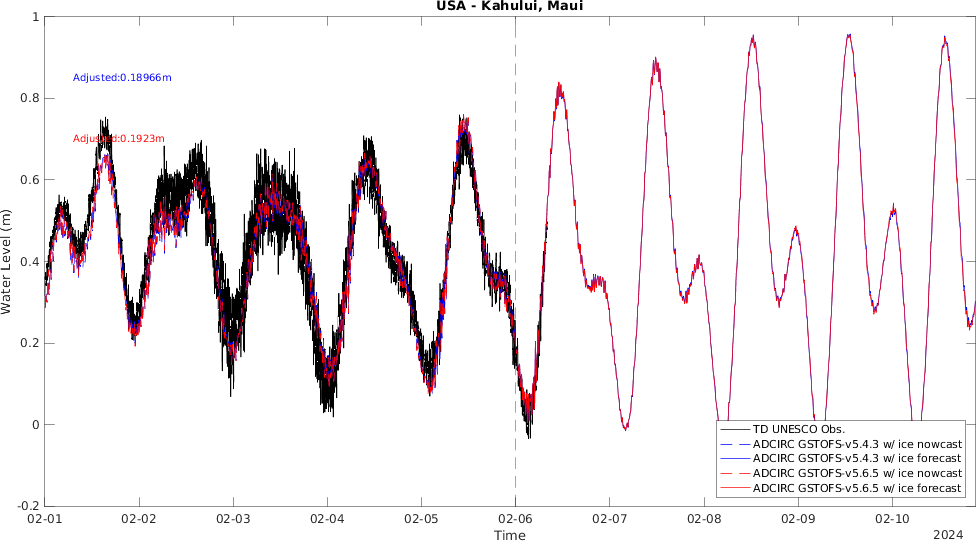 USA - Kahului, Maui
1
0.8
0.6
0.4
0.2
0
-0.2
Water Level (m)
Adjusted:0.18966m
Adjusted:0.1923m
TD UNESCO Obs.
ADCIRC GSTOFS-v5.4.3 w/ ice nowcast
ADCIRC GSTOFS-v5.4.3 w/ ice forecast
ADCIRC GSTOFS-v5.6.5 w/ ice nowcast
ADCIRC GSTOFS-v5.6.5 w/ ice forecast
02-01 02-02 02-03 02-04 02-05 02-06 02-07 02-08 02-09 02-10
Time
2024